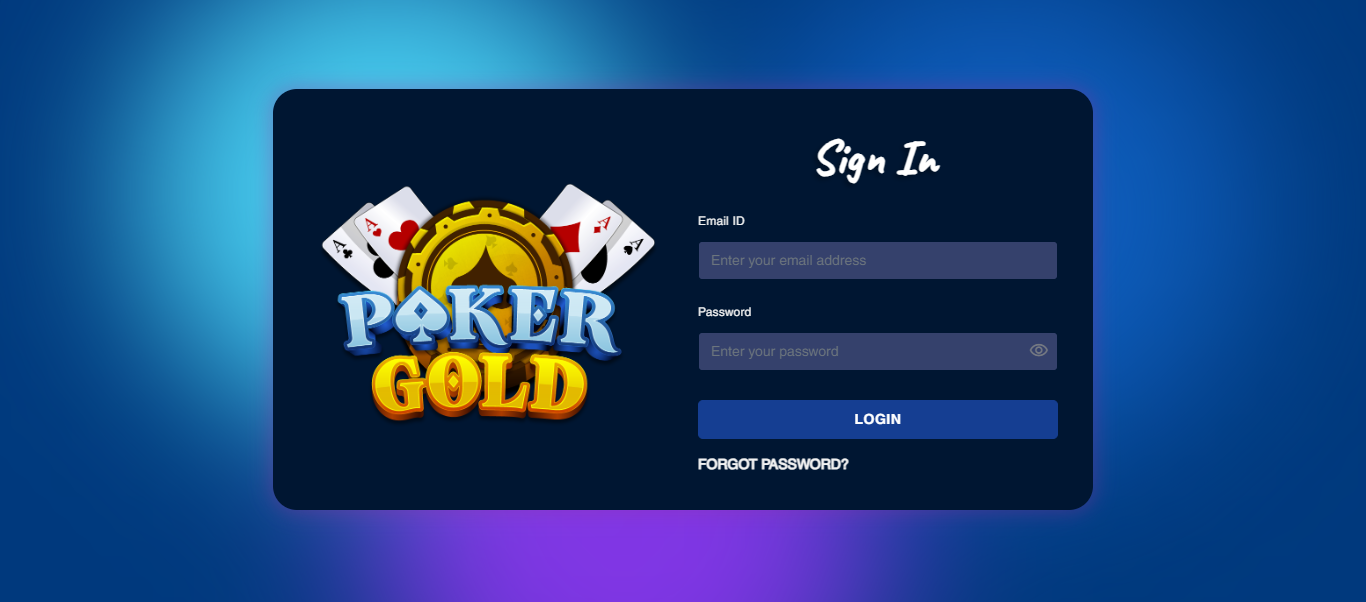 Sign In
Email ID
Enter your email address
Password
Enter your password
LOGIN
FORGOT PASSWORD?
A
A
A
A
POKER
GOLD